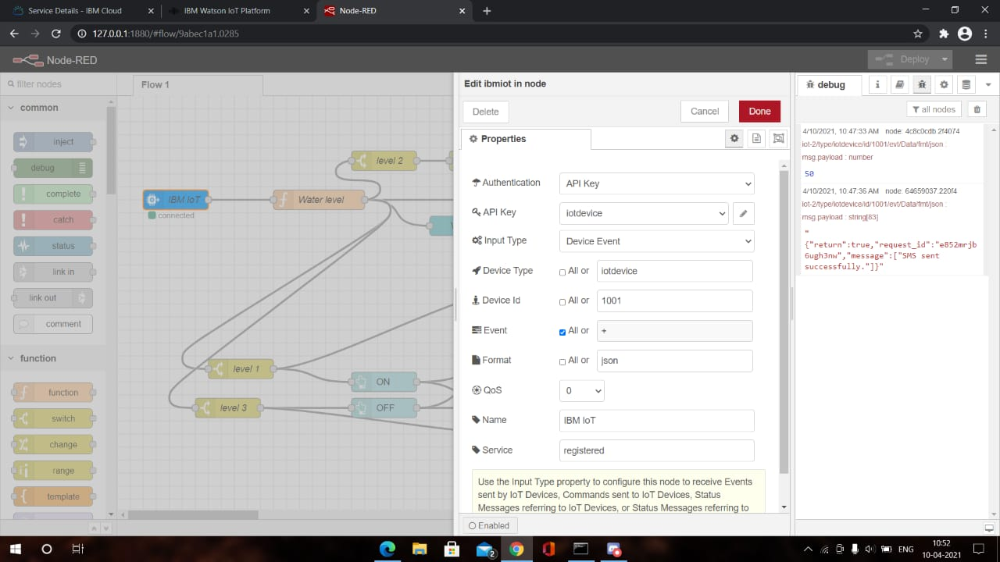 Service Details - IBM Cloud
IBM Watson IoT Platform
Node-RED
127.0.0.1:1880/#flow/9abec1a1.0285
Node-RED
Deploy
filter nodes
Flow 1
common
inject
debug
complete
catch
status
link in
link out
comment
function
function
switch
change
range
template
IBM IoT
connected
Water level
level 2
level 1
level 3
ON
OFF
Edit ibmiot in node
Delete
Cancel
Done
Properties
Authentication
API Key
API Key
iotdevice
Input Type
Device Event
Device Type
All or
iotdevice
Device Id
All or
1001
Event
All or
+
Format
All or
json
QoS
0
Name
IBM IoT
Service
registered
Use the Input Type property to configure this node to receive Events
sent by IoT Devices, Commands sent to IoT Devices, Status
Messages referring to IoT Devices, or Status Messages referring to
Enabled
debug
all nodes
4/10/2021, 10:47:33 AM node: 4c8c0cdb.2f4074
iot-2/type/iotdevice/id/1001/evt/Data/fmt/json :
msg.payload : number
50
4/10/2021, 10:47:36 AM node: 64659037.220f4
iot-2/type/iotdevice/id/1001/evt/Data/fmt/json :
msg.payload : string[83]
"
{"return":true,"request_id":"e852mrjb
6ugh3nw","message":["SMS sent
successfully."]}"
2
ENG
10:52
10-04-2021